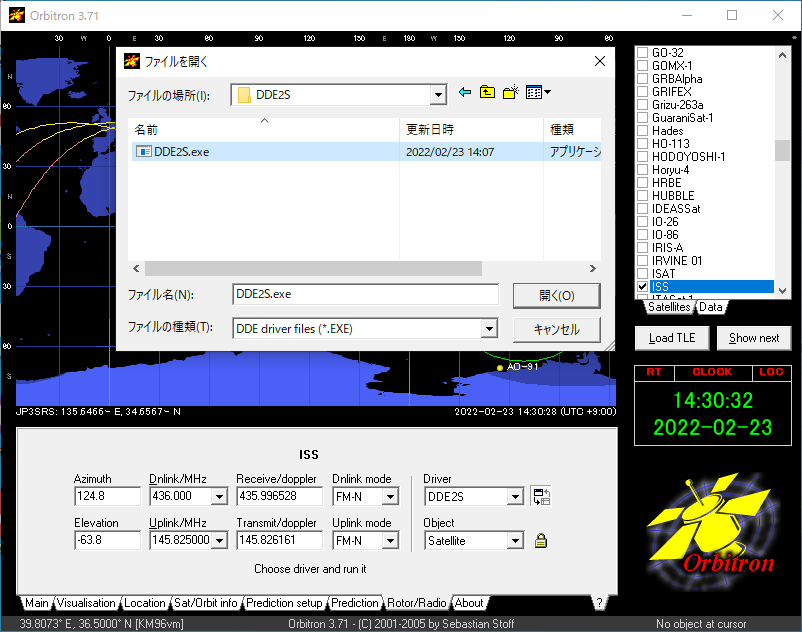 Orbitron 3.71
30 W 0 E 30 60 90 120 150 E 180 W 150 120 90 60
ファイルを開く
ファイルの場所(I):
DDE2S
名前
更新日時
種類
DDE2S.exe
2022/02/23 14:07
アプリケーシ
ファイル名(N):
DDE2S.exe
開く(O)
ファイルの種類(T):
DDE driver files (*.EXE)
キャンセル
N
60
30
N
0
S
30
60
S
AO-91
JP3SRS: 135.6466° E, 34.6567° N
2022-02-23 14:30:28 (UTC +9:00)
GO-32
GOMX-1
GRBAlpha
GRIFEX
Grizu-263a
GuaraniSat-1
Hades
HO-113
HODOYOSHI-1
Horyu-4
HRBE
HUBBLE
IDEASSat
IO-26
IO-86
IRIS-A
IRVINE 01
ISAT
ISS
ITASat 1
Satellites
Data
Load TLE
Show next
RT
CLOCK
LOC
14:30:32
2022-02-23
Orbitron
ISS
Azimuth
Dnlink/MHz
Receive/doppler
Dnlink mode
Driver
124.8
436.000
435.996528
FM-N
DDE2S
Elevation
Uplink/MHz
Transmit/doppler
Uplink mode
Object
-63.8
145.825000
145.826161
FM-N
Satellite
Choose driver and run it
Main
Visualisation
Location
Sat/Orbit info
Prediction setup
Prediction
Rotor/Radio
About
?
39.8073° E, 36.5000° N [KM96vm]
Orbitron 3.71 - (C) 2001-2005 by Sebastian Stoff
No object at cursor